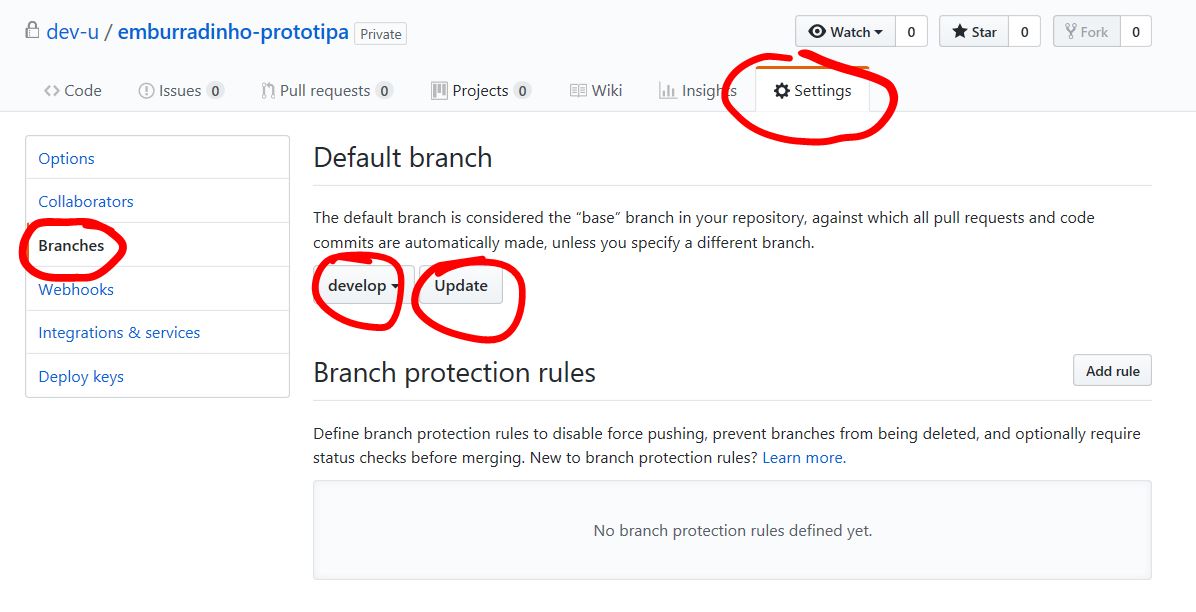 dev-u / emburradinho-prototipa Private Watch 0 Star 0 Fork 0
Code Issues 0 Pull requests 0 Projects 0 Wiki Insights Settings
Options
Collaborators
Branches
Webhooks
Integrations & services
Deploy keys
Default branch
The default branch is considered the “base” branch in your repository, against which all pull requests and code
commits are automatically made, unless you specify a different branch.
develop Update
Branch protection rules Add rule
Define branch protection rules to disable force pushing, prevent branches from being deleted, and optionally require
status checks before merging. New to branch protection rules? Learn more.
No branch protection rules defined yet.